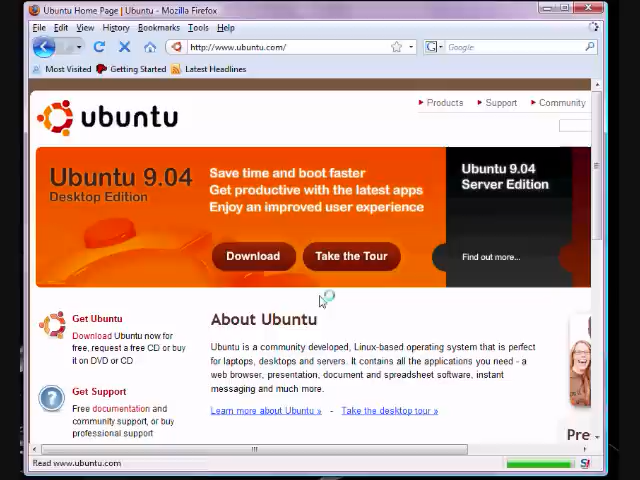 Ubuntu Home Page | Ubuntu - Mozilla Firefox
File Edit View History Bookmarks Tools Help
http://www.ubuntu.com/
Google
Most Visited Getting Started Latest Headlines
Products Support Community
ubuntu
Ubuntu 9.04
Desktop Edition
Save time and boot faster
Get productive with the latest apps
Enjoy an improved user experience
Download
Take the Tour
Ubuntu 9.04
Server Edition
Find out more...
Get Ubuntu
Download Ubuntu now for
free, request a free CD or buy
it on DVD or CD
Get Support
Free documentation and
community support, or buy
professional support
About Ubuntu
Ubuntu is a community developed, Linux-based operating system that is perfect
for laptops, desktops and servers. It contains all the applications you need - a
web browser, presentation, document and spreadsheet software, instant
messaging and much more.
Learn more about Ubuntu » - Take the desktop tour »
Pre
Read www.ubuntu.com